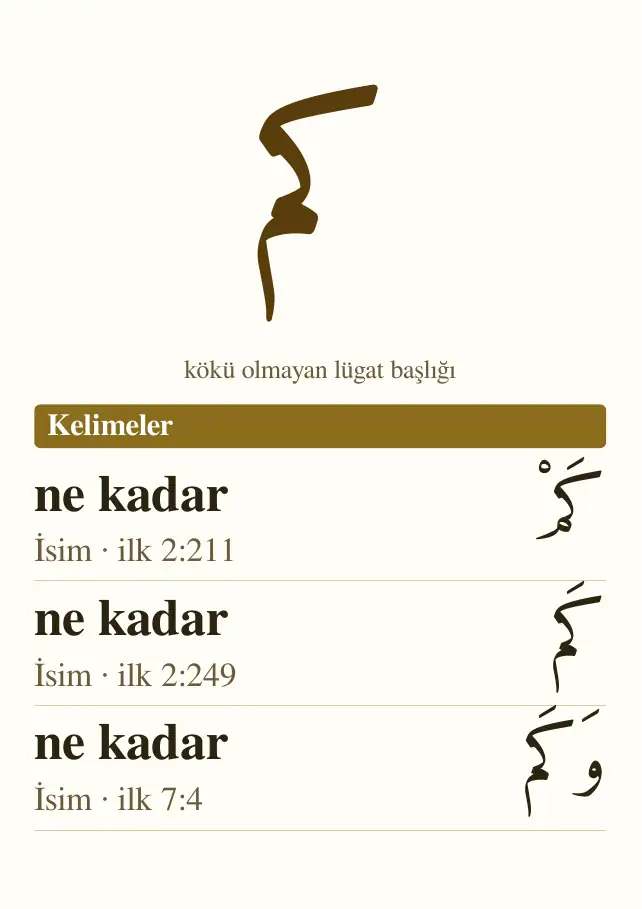 كم
kökü olmayan lügat başlığı
Kelimeler
ne kadar
كَمْ
İsim · ilk 2:211
ne kadar
كَم
İsim · ilk 2:249
ne kadar
وَكَم
İsim · ilk 7:4